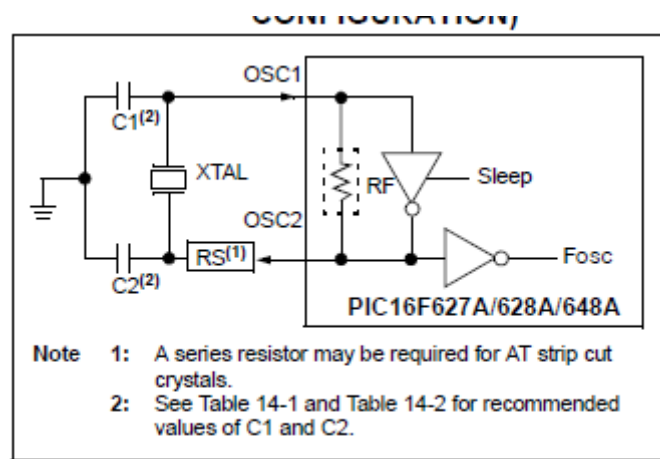 CONFIGURATION)
OSC1
C1(2)
XTAL
RF
Sleep
OSC2
RS(1)
C2(2)
Fosc
PIC16F627A/628A/648A
Note 1: A series resistor may be required for AT strip cut
crystals.
2: See Table 14-1 and Table 14-2 for recommended
values of C1 and C2.